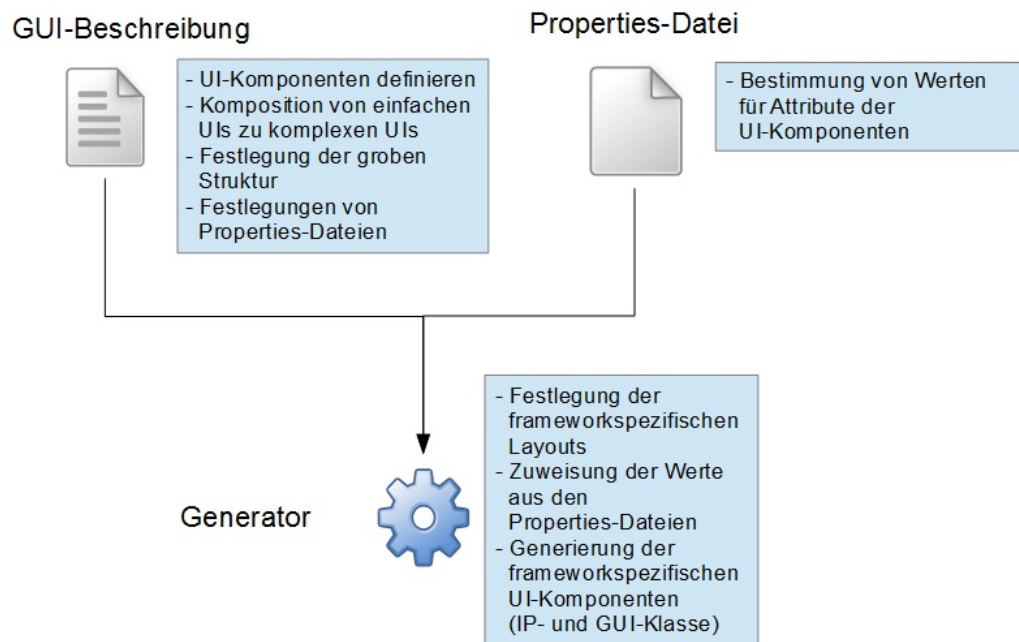 GUI-Beschreibung
- UI-Komponenten definieren
- Komposition von einfachen
UIs zu komplexen UIs
- Festlegung der groben
Struktur
- Festlegungen von
Properties-Dateien
Properties-Datei
- Bestimmung von Werten
für Attribute der
UI-Komponenten
Generator
- Festlegung der
frameworkspezifischen
Layouts
- Zuweisung der Werte
aus den
Properties-Dateien
- Generierung der
frameworkspezifischen
UI-Komponenten
(IP- und GUI-Klasse)